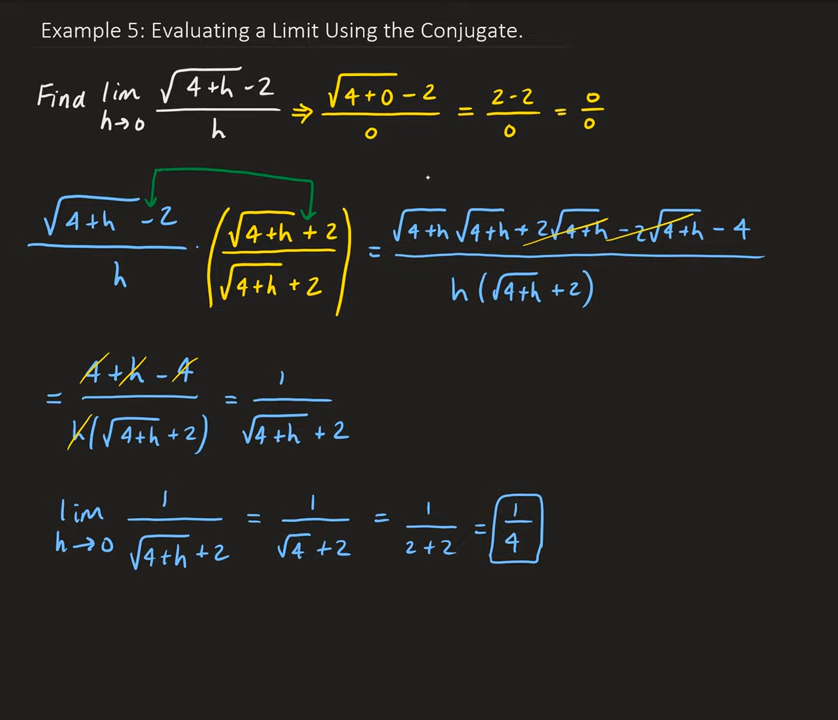 Example 5: Evaluating a Limit Using the Conjugate.
Find lim h→0 (√(4+h) - 2)/h ⇒ (√(4+0) - 2)/0 = (2-2)/0 = 0/0
(√(4+h) - 2)/h · ((√(4+h) + 2)/(√(4+h) + 2)) = (√(4+h) √(4+h) + 2√(4+h) - 2√(4+h) - 4)/(h(√(4+h) + 2))
= (4+h - 4)/(h(√(4+h) + 2)) = 1/(√(4+h) + 2)
lim h→0 1/(√(4+h) + 2) = 1/(√4 + 2) = 1/(2+2) = 1/4